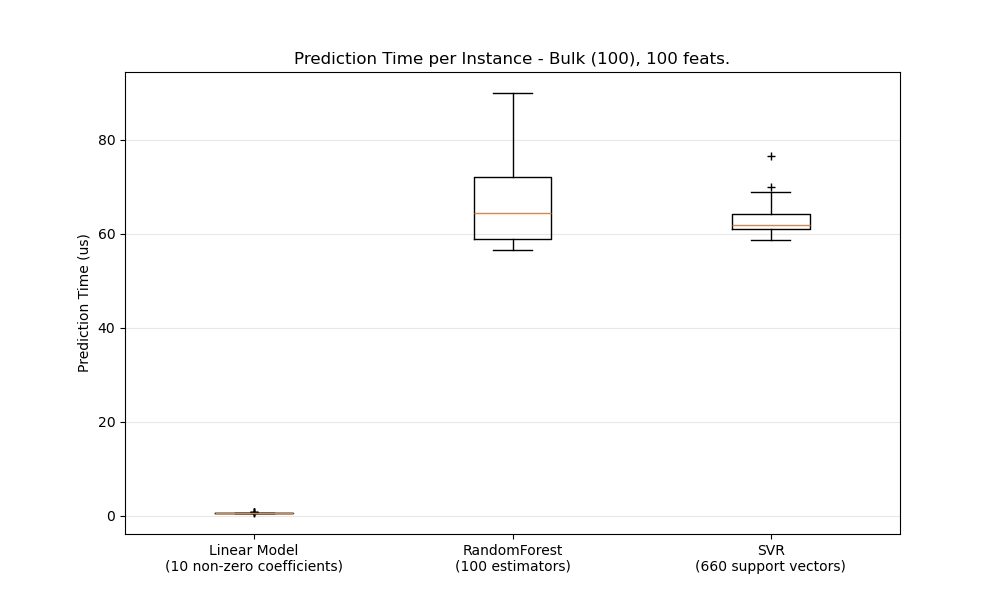 Prediction Time per Instance - Bulk (100), 100 feats.
Prediction Time (us)
80
60
40
20
0
Linear Model
(10 non-zero coefficients)
RandomForest
(100 estimators)
SVR
(660 support vectors)